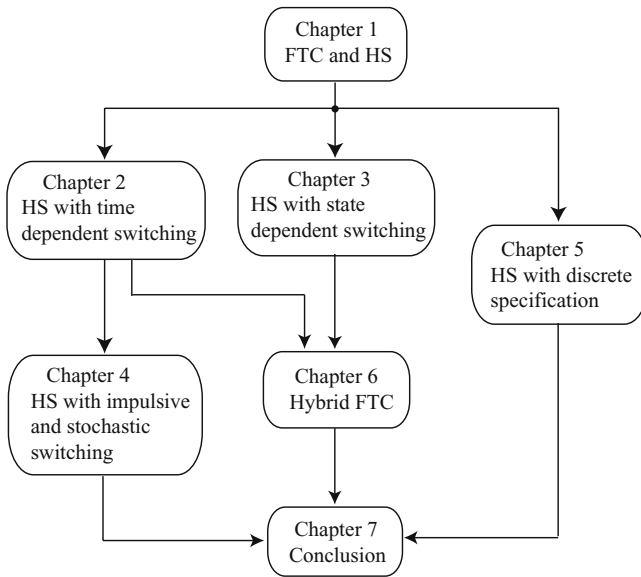 Chapter 1
FTC and HS
Chapter 2
HS with time
dependent switching
Chapter 3
HS with state
dependent switching
Chapter 5
HS with discrete
specification
Chapter 4
HS with impulsive
and stochastic
switching
Chapter 6
Hybrid FTC
Chapter 7
Conclusion